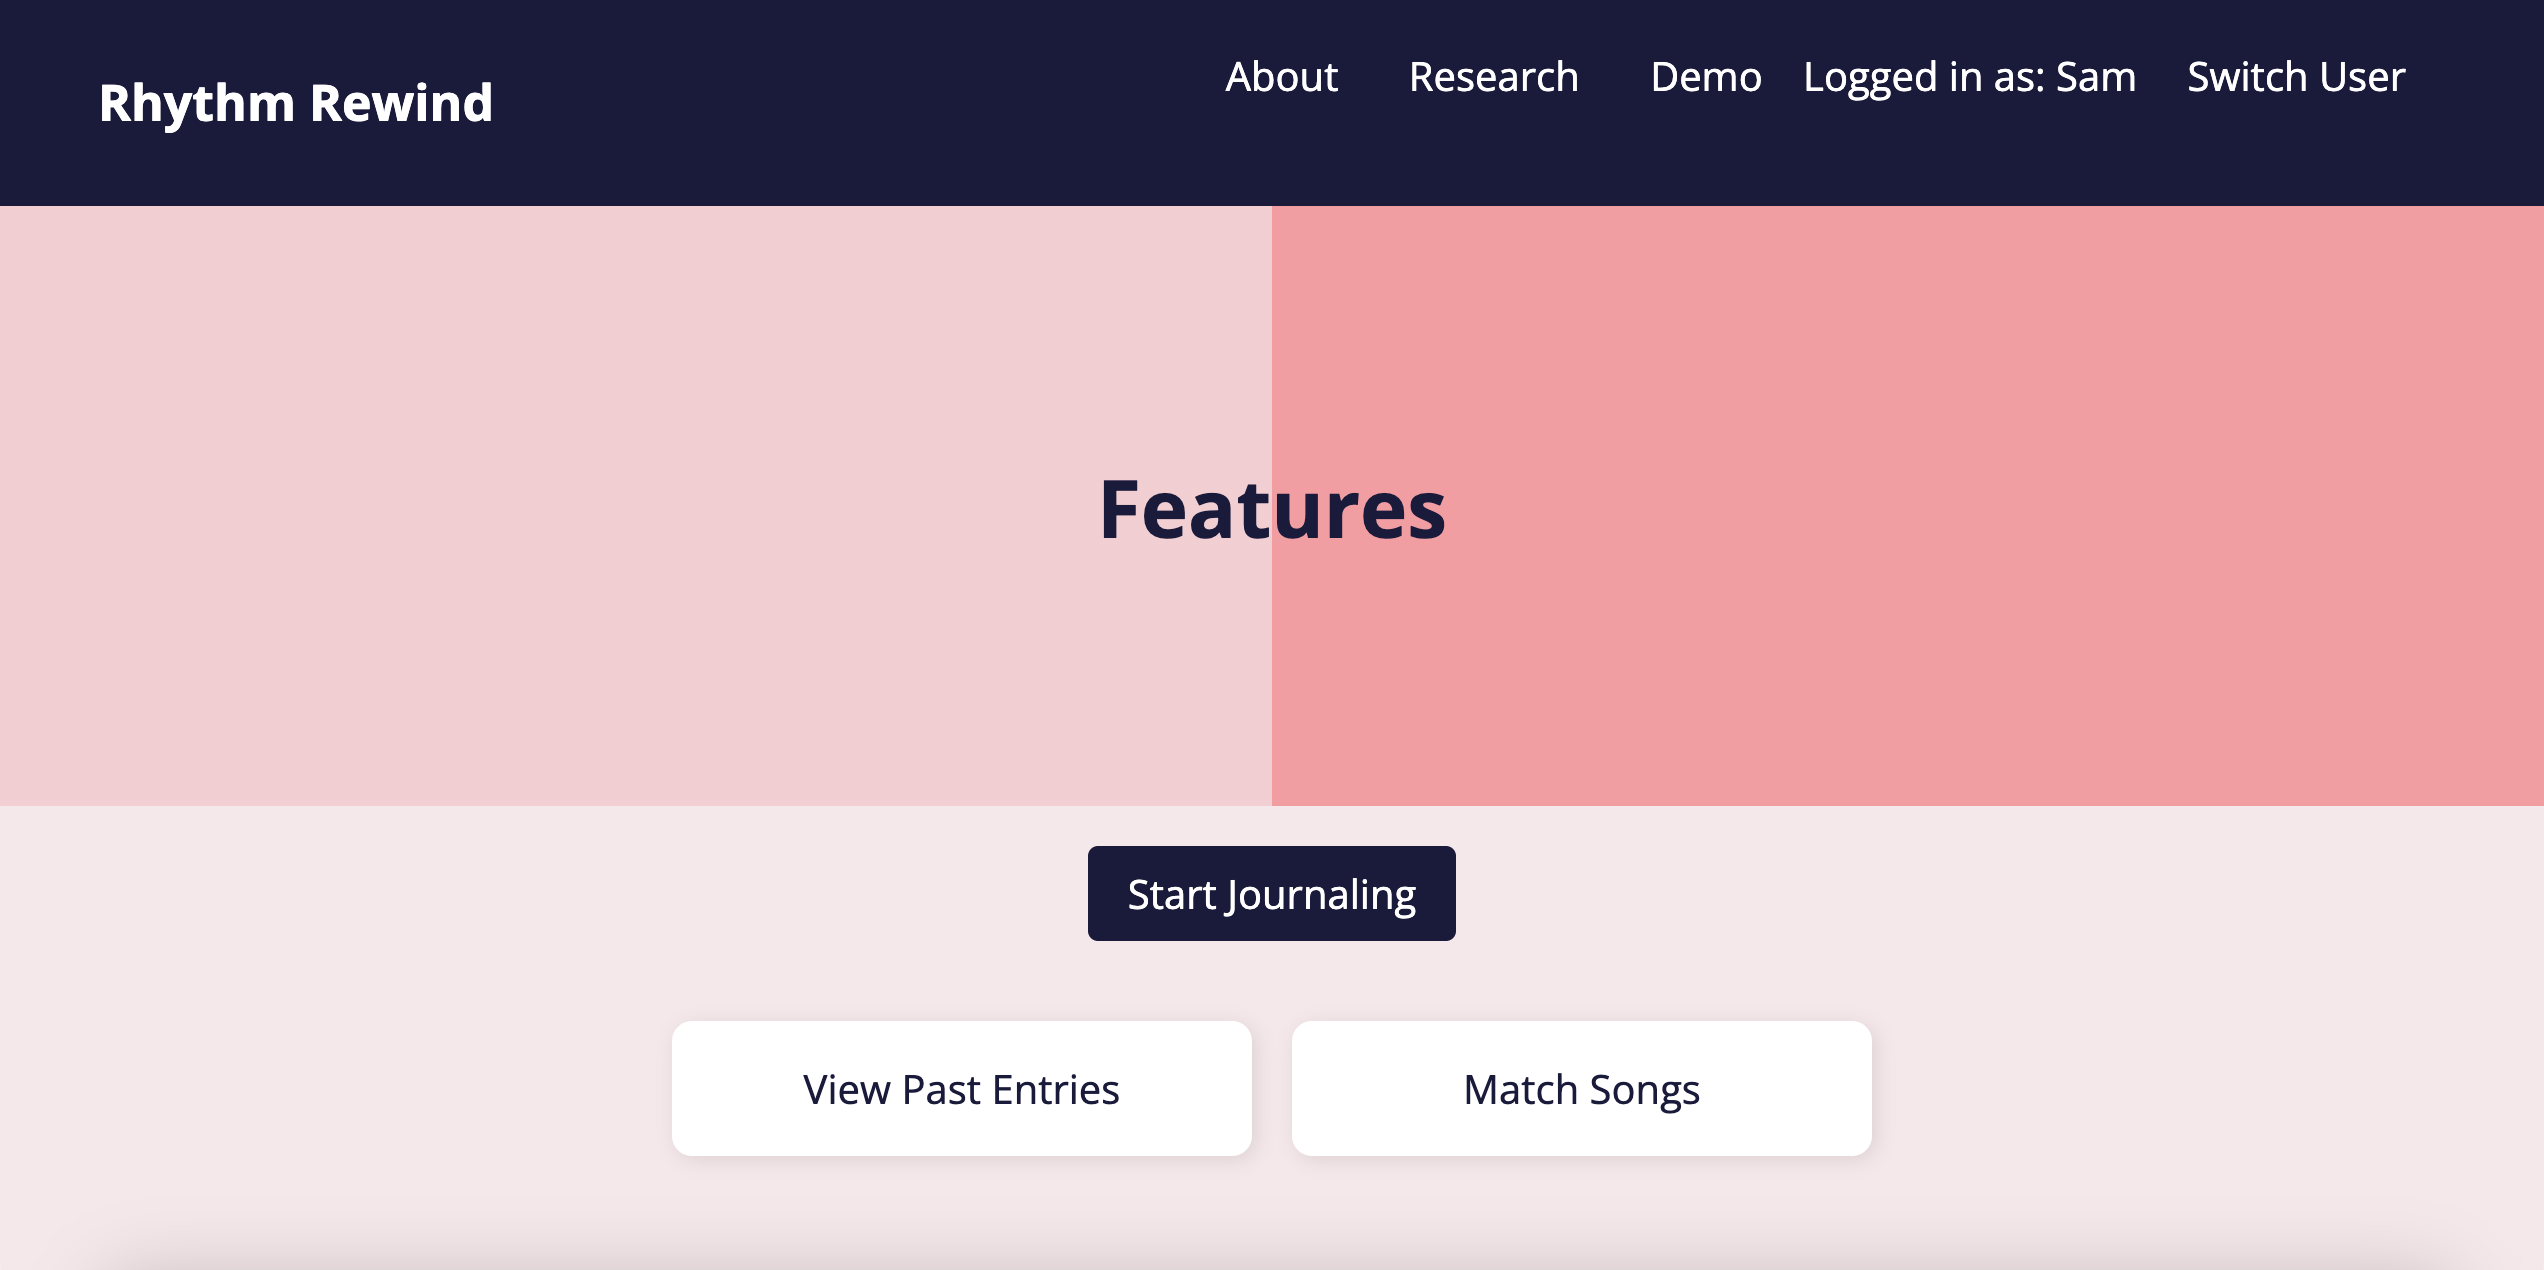 Rhythm Rewind
About Research Demo Logged in as: Sam Switch User
Features
Start Journaling
View Past Entries
Match Songs